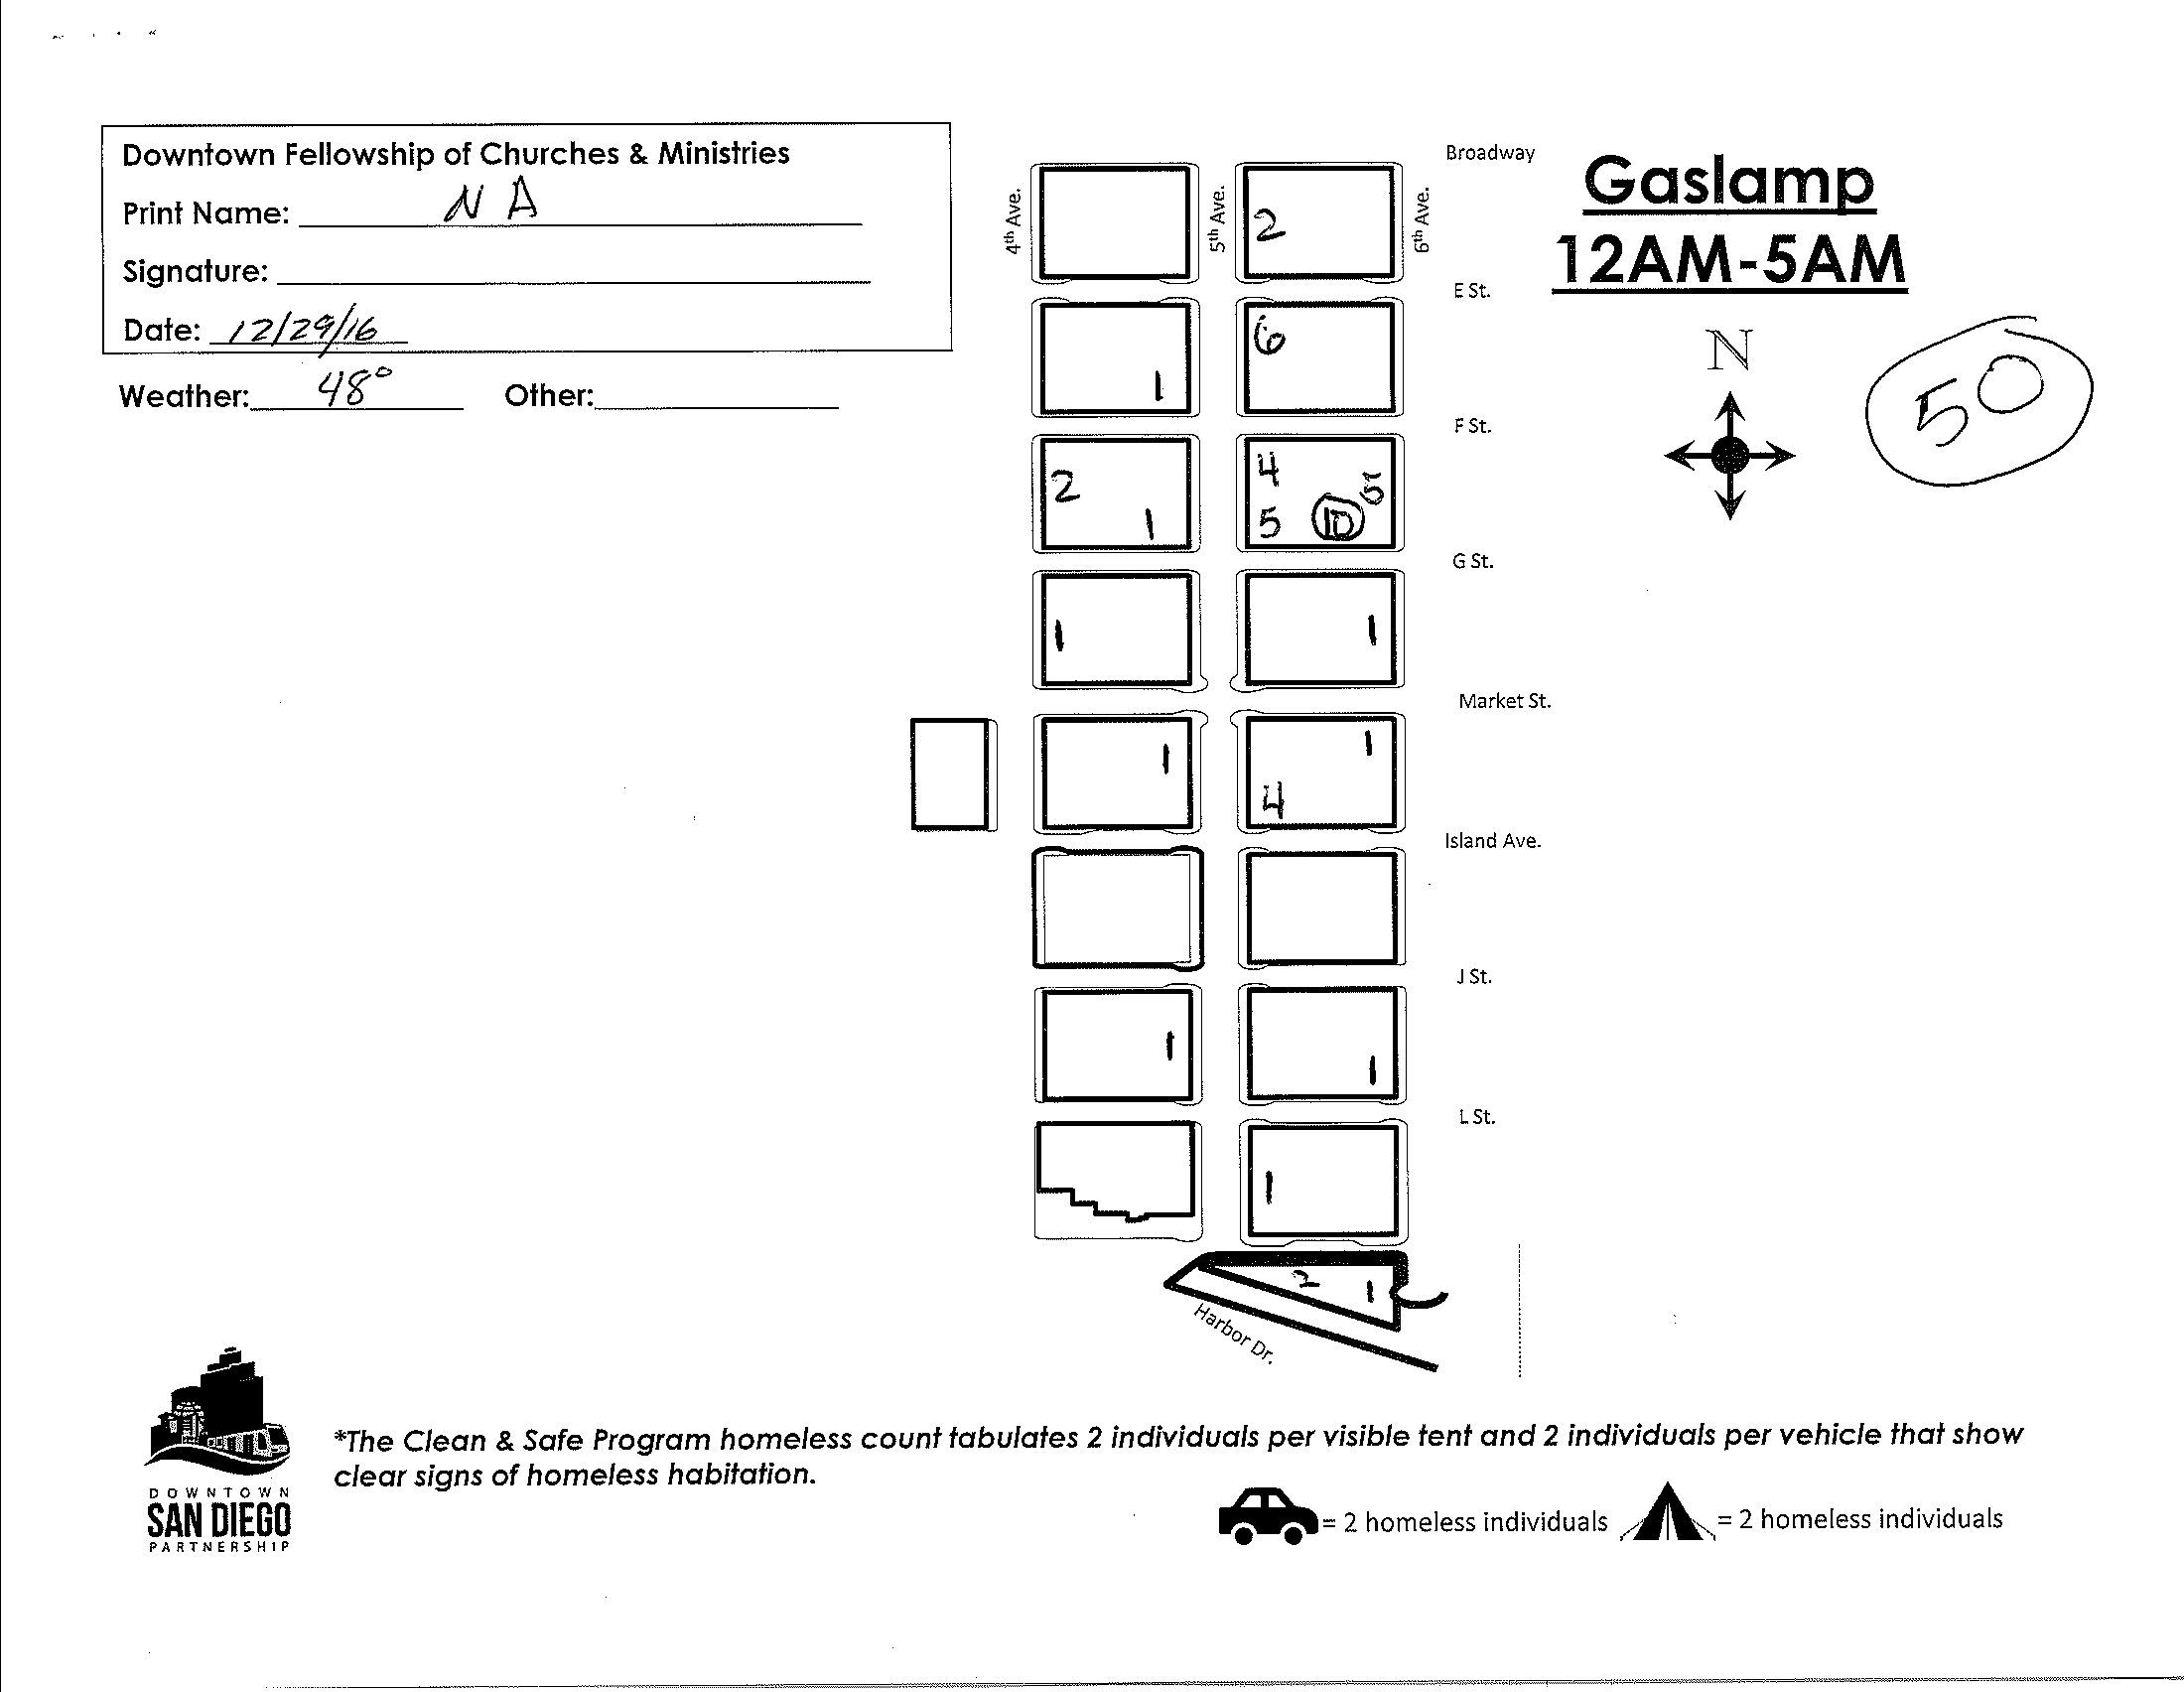 Downtown Fellowship of Churches & Ministries
Print Name: N A
Signature:
Date: 12/29/16
Weather: 48°
Other:
Gaslamp
12AM-5AM
N
50
4th Ave.
5th Ave.
6th Ave.
Broadway
2
E St.
1
6
F St.
2
1
4
5
10
5
G St.
1
1
Market St.
1
1
4
Island Ave.
J St.
1
1
L St.
1
2
1
Harbor Dr.
*The Clean & Safe Program homeless count tabulates 2 individuals per visible tent and 2 individuals per vehicle that show
clear signs of homeless habitation.
= 2 homeless individuals
= 2 homeless individuals
DOWNTOWN
SAN DIEGO
PARTNERSHIP